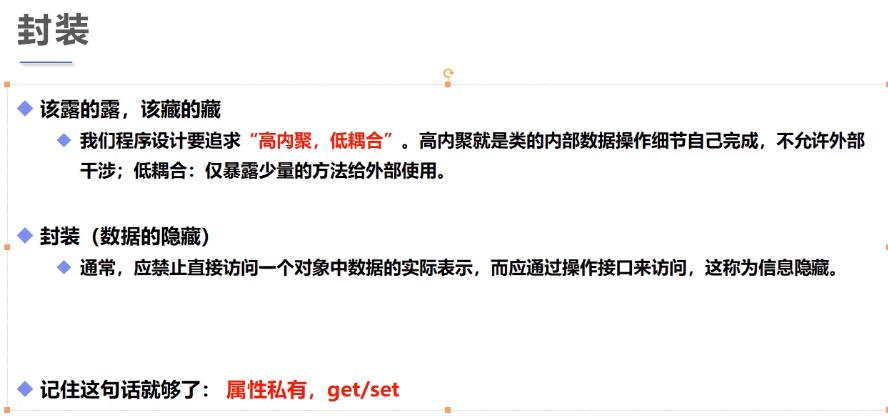 封装
该露的露，该藏的藏
我们程序设计要追求“高内聚，低耦合”。高内聚就是类的内部数据操作细节自己完成，不允许外部
干涉；低耦合：仅暴露少量的方法给外部使用。
封装（数据的隐藏）
通常，应禁止直接访问一个对象中数据的实际表示，而应通过操作接口来访问，这称为信息隐藏。
记住这句话就够了：属性私有，get/set